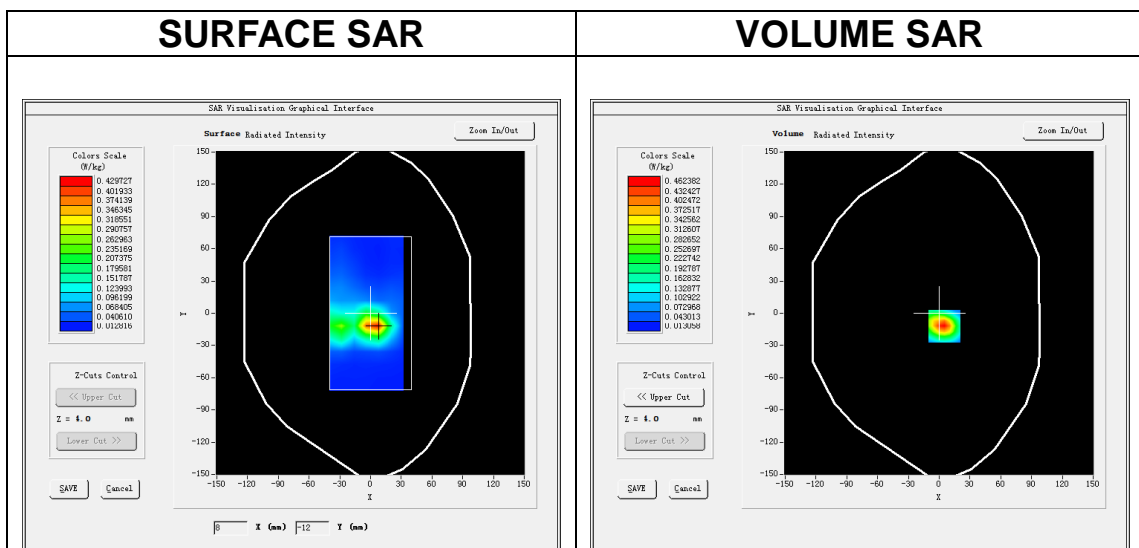 SURFACE SAR
VOLUME SAR
SAR Visualisation Graphical Interface
Surface Radiated Intensity
Zoom In/Out
Colors Scale
(W/kg)
0.429727
0.401933
0.374139
0.346345
0.318551
0.290757
0.262963
0.235169
0.207375
0.179581
0.151787
0.123993
0.096199
0.068405
0.040610
0.012816
Z-Cuts Control
<< Upper Cut
Z = 4.0 mm
Lower Cut >>
SAVE
Cancel
150
120
90
60
30
0
-30
-60
-90
-120
-150
Y
-150 -120 -90 -60 -30 0 30 60 90 120 150
X
8 X (mm) -12 Y (mm)
SAR Visualisation Graphical Interface
Volume Radiated Intensity
Zoom In/Out
Colors Scale
(W/kg)
0.462382
0.432427
0.402472
0.372517
0.342562
0.312607
0.282652
0.252697
0.222742
0.192787
0.162832
0.132877
0.102922
0.072968
0.043013
0.013058
Z-Cuts Control
<< Upper Cut
Z = 4.0 mm
Lower Cut >>
SAVE
Cancel
150
120
90
60
30
0
-30
-60
-90
-120
-150
Y
-150 -120 -90 -60 -30 0 30 60 90 120 150
X